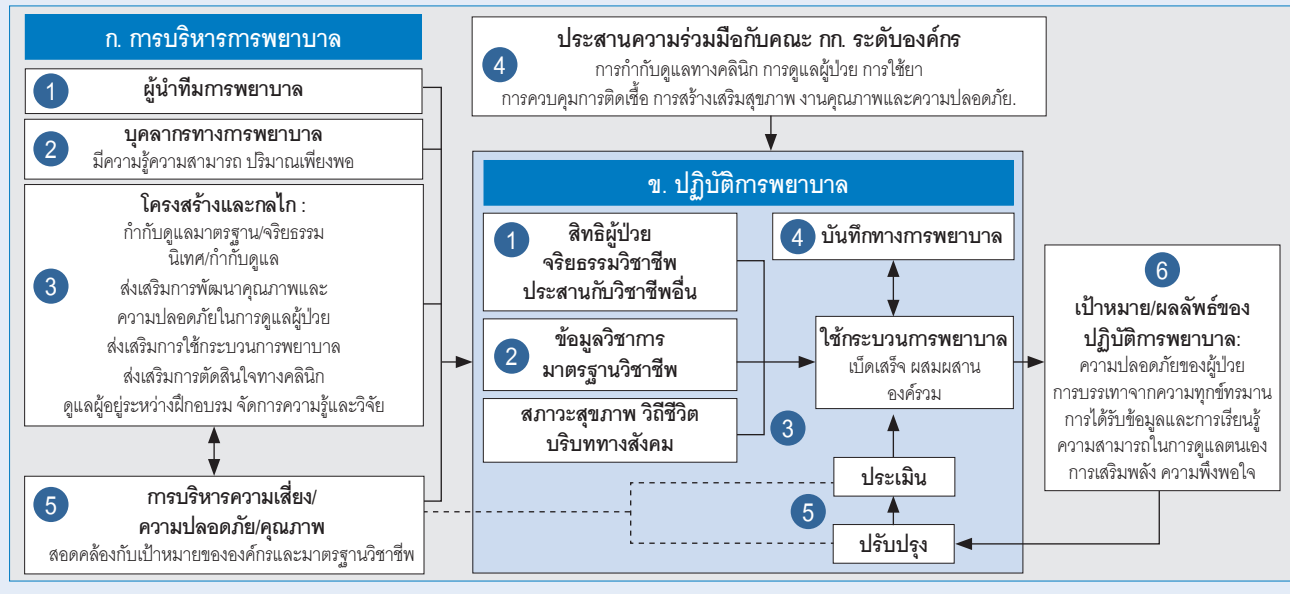 ก. การบริหารการพยาบาล
1
ผู้นำทีมการพยาบาล
2
บุคลากรทางการพยาบาล
มีความรู้ความสามารถ ปริมาณเพี่ยงพอ
3
โครงสร้างและกลไก :
กำกับดูแลมาตรฐาน/จริยธรรม
นิเทศ/กำกับดูแล
ส่งเสริมการพัฒนาคุณภาพและ
ความปลอดภัยในการดูแลผู้ป่วย
ส่งเสริมการใช้กระบวนการพยาบาล
ส่งเสริมการตัดสินใจทางคลินิก
ดูแลผู้อยู่ระหว่างฝึกอบรม จัดการความรู้และวิจัย
5
การบริหารความเสี่ยง/
ความปลอดภัย/คุณภาพ
สอดคล้องกับเป้าหมายขององค์กรและมาตรฐานวิชาชีพ
4
ประสานความร่วมมือกับคณะ กก. ระดับองค์กร
การกำกับดูแลทางคลินิก การดูแลผู้ป่วย การใช้ยา
การควบคุมการติดเชื้อ การสร้างเสริมสุขภาพ งานคุณภาพและความปลอดภัย.
ข. ปฏิบัติการพยาบาล
1
สิทธิผู้ป่วย
จริยธรรมวิชาชีพ
ประสานกับวิชาชีพอื่น
2
ข้อมูลวิชาการ
มาตรฐานวิชาชีพ
สภาวะสุขภาพ วิถีชีวิต
บริบททางสังคม
3
4
บันทึกทางการพยาบาล
ใช้กระบวนการพยาบาล
เบ็ดเสร็จ ผสมผสาน
องค์รวม
ประเมิน
5
ปรับปรุง
6
เป้าหมาย/ผลลัพธ์ของ
ปฏิบัติการพยาบาล:
ความปลอดภัยของผู้ป่วย
การบรรเทาจากความทุกข์ทรมาน
การได้รับข้อมูลและการเรียนรู้
ความสามารถในการดูแลตนเอง
การเสริมพลัง ความพึงพอใจ